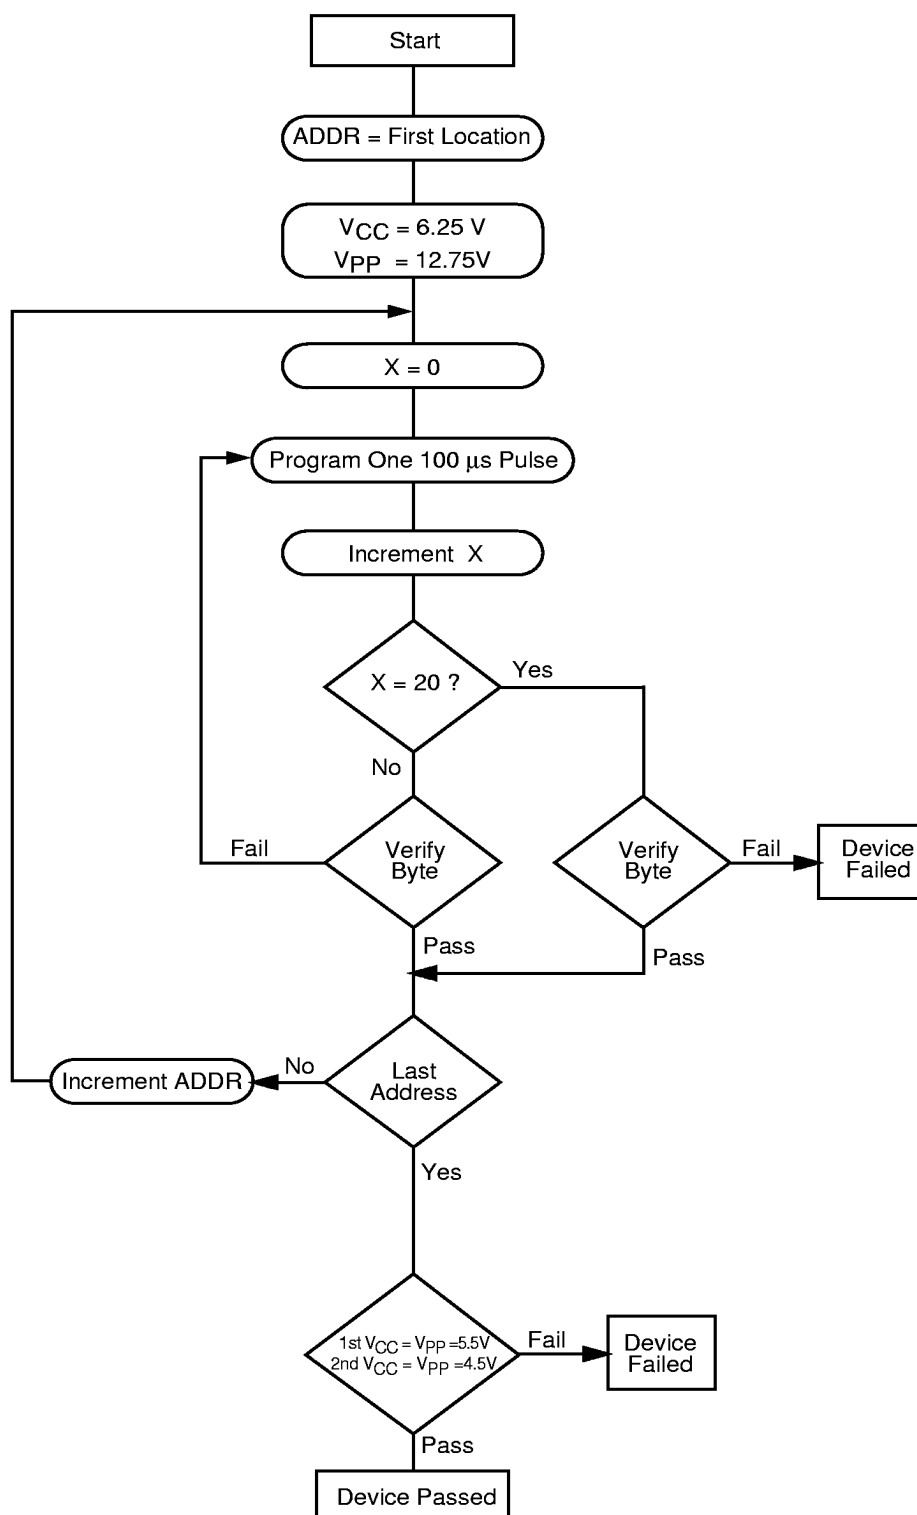 Start
ADDR = First Location
VCC = 6.25 V
VPP = 12.75V
X = 0
Program One 100 µs Pulse
Increment X
X = 20 ?
Yes
No
Verify
Byte
Fail
Verify
Byte
Fail
Device
Failed
Pass
Pass
Last
Address
No
Increment ADDR
Yes
1st VCC = VPP =5.5V
2nd VCC = VPP =4.5V
Fail
Device
Failed
Pass
Device Passed